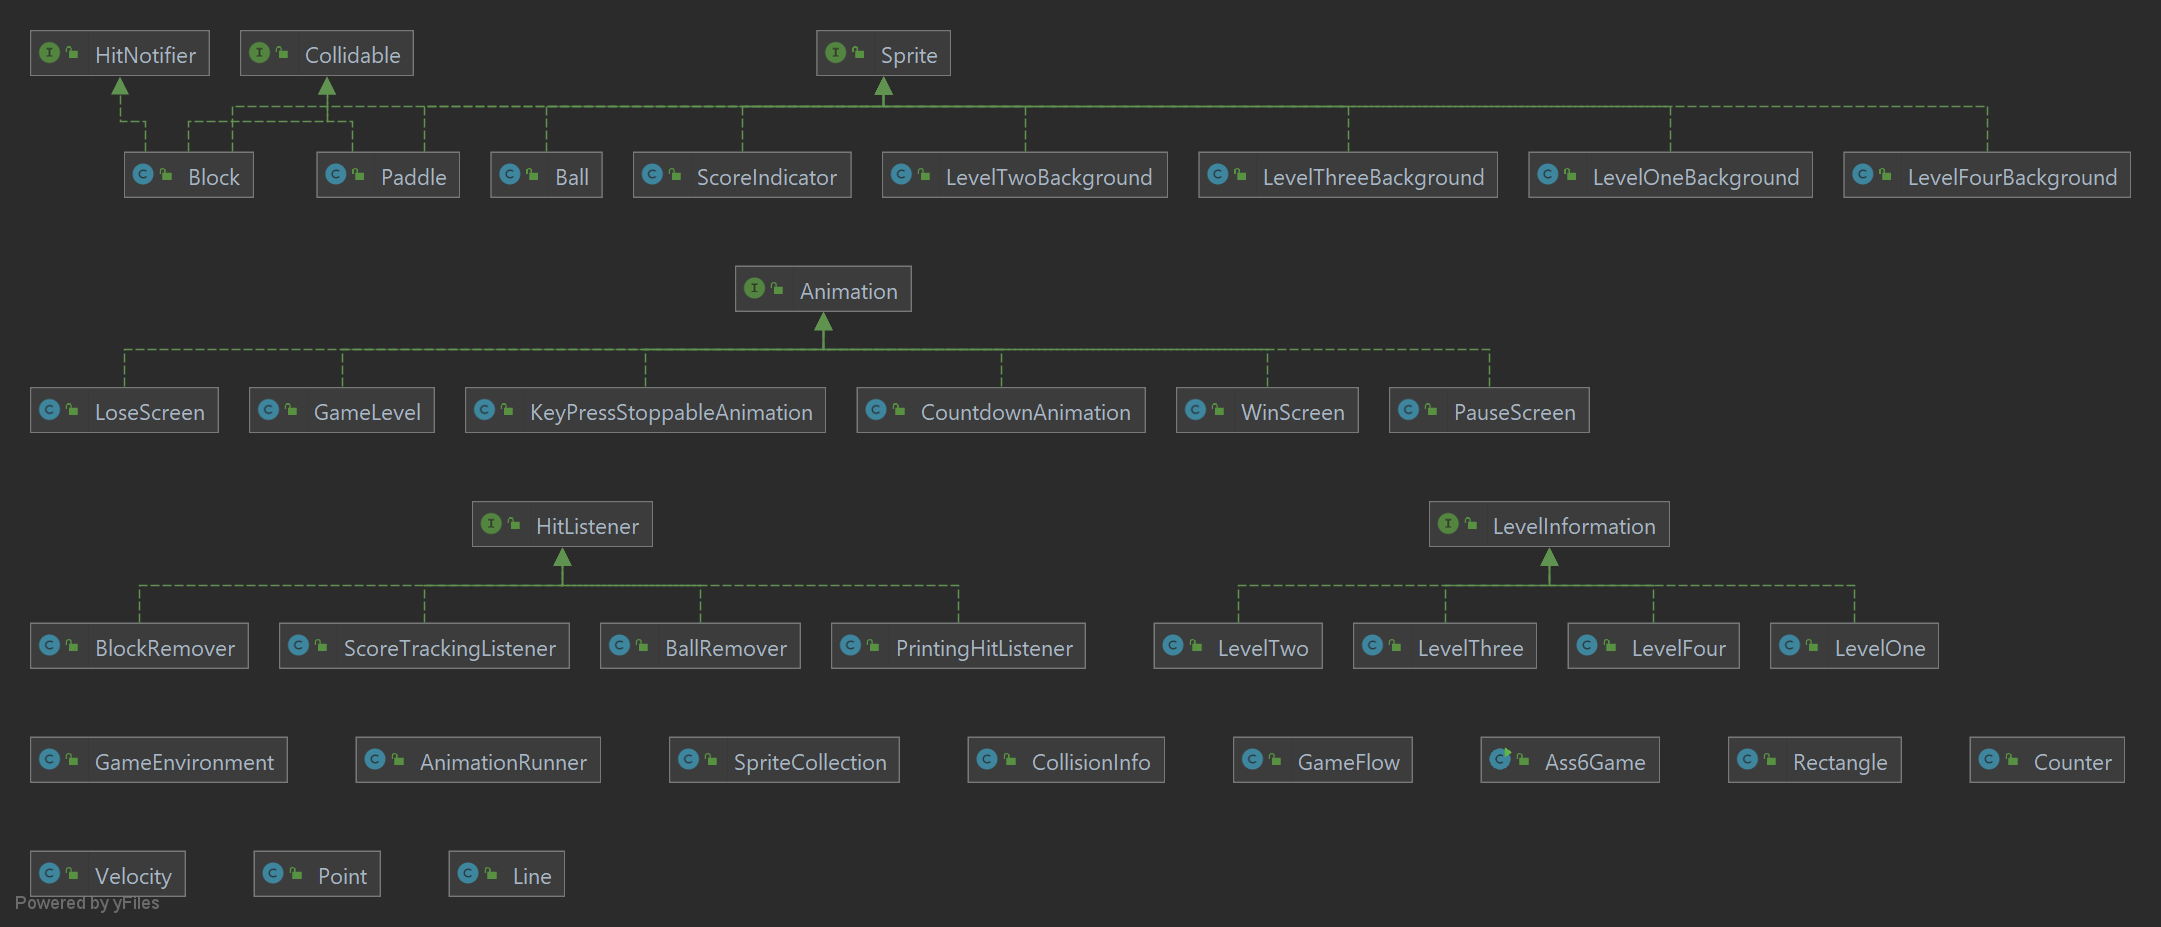 HitNotifier Collidable Sprite
Block Paddle Ball ScoreIndicator LevelTwoBackground LevelThreeBackground LevelOneBackground LevelFourBackground
Animation
LoseScreen GameLevel KeyPressStoppableAnimation CountdownAnimation WinScreen PauseScreen
HitListener LevelInformation
BlockRemover ScoreTrackingListener BallRemover PrintingHitListener LevelTwo LevelThree LevelFour LevelOne
GameEnvironment AnimationRunner SpriteCollection CollisionInfo GameFlow Ass6Game Rectangle Counter
Velocity Point Line
Powered by yFiles